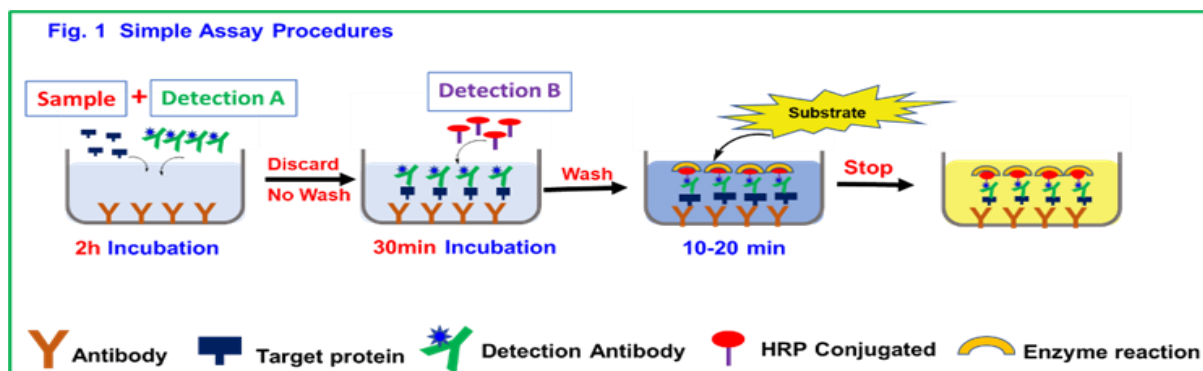 Fig. 1 Simple Assay Procedures
Sample + Detection A
Detection B
Substrate
Discard
No Wash
Wash
Stop
2h Incubation
30min Incubation
10-20 min
Antibody
Target protein
Detection Antibody
HRP Conjugated
Enzyme reaction